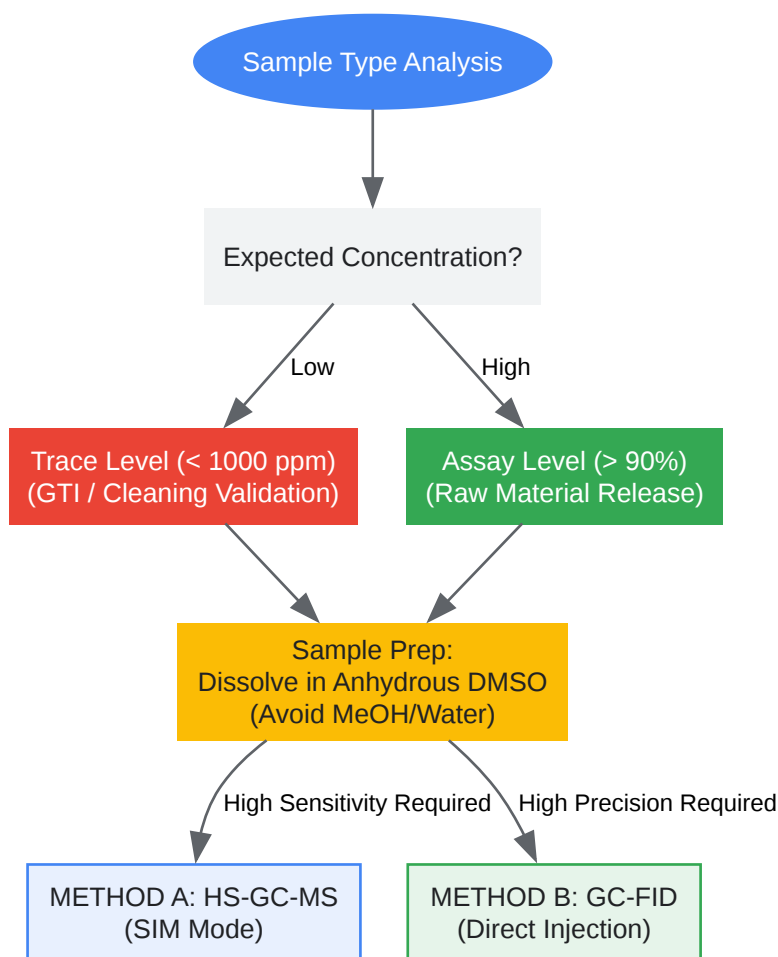 Sample Type Analysis
Expected Concentration?
Low
High
Trace Level (< 1000 ppm)
(GTI / Cleaning Validation)
Assay Level (> 90%)
(Raw Material Release)
Sample Prep:
Dissolve in Anhydrous DMSO
(Avoid MeOH/Water)
High Sensitivity Required
High Precision Required
METHOD A: HS-GC-MS
(SIM Mode)
METHOD B: GC-FID
(Direct Injection)